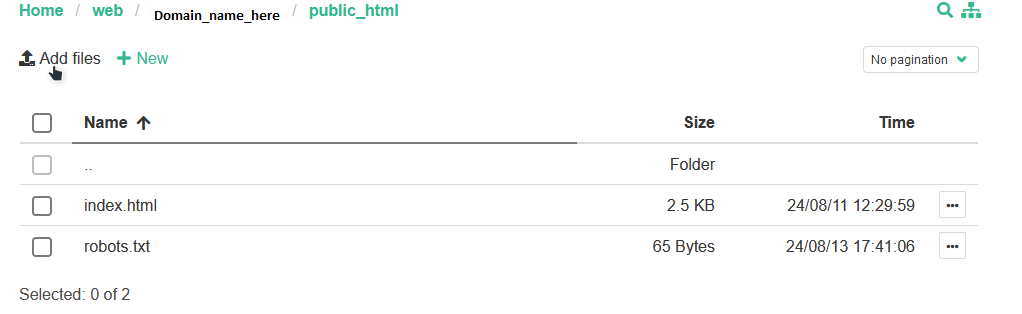 Home / web / Domain_name_here / public_html
Add files New No pagination
Name Size Time
.. Folder
index.html 2.5 KB 24/08/11 12:29:59
robots.txt 65 Bytes 24/08/13 17:41:06
Selected: 0 of 2